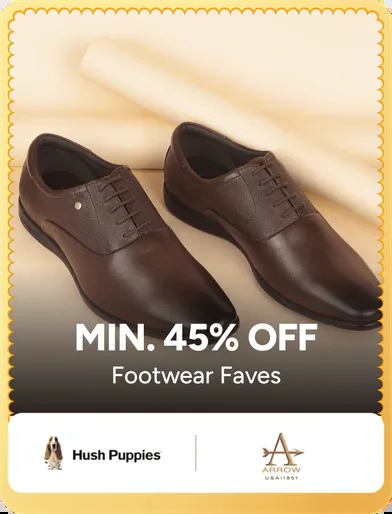 MIN. 45% OFF
Footwear Faves
Hush Puppies
A
ARROW
USA•1851